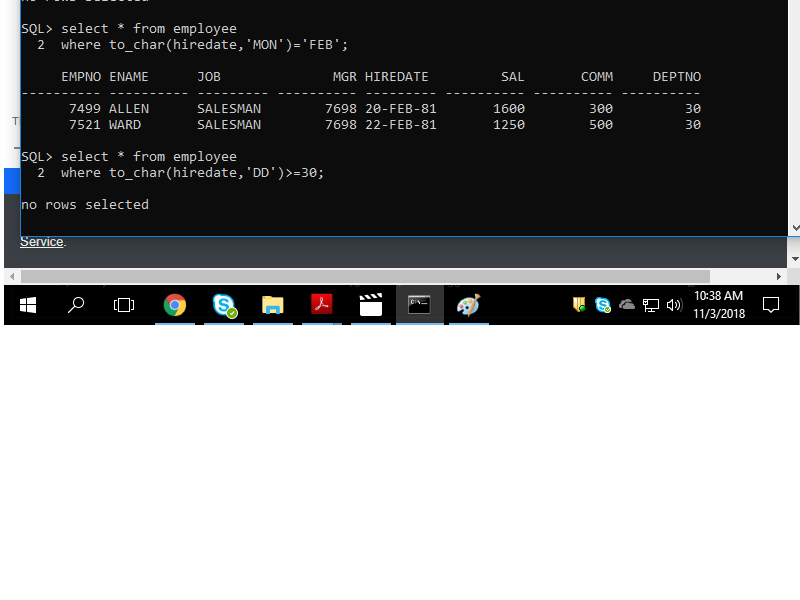 SQL> select * from employee
  2  where to_char(hiredate,'MON')='FEB';
     EMPNO ENAME      JOB              MGR HIREDATE         SAL       COMM     DEPTNO
---------- ---------- --------- ---------- --------- ---------- ---------- ----------
      7499 ALLEN      SALESMAN        7698 20-FEB-81       1600        300         30
      7521 WARD       SALESMAN        7698 22-FEB-81       1250        500         30
SQL> select * from employee
  2  where to_char(hiredate,'DD')>=30;
no rows selected
Service.
10:38 AM
11/3/2018